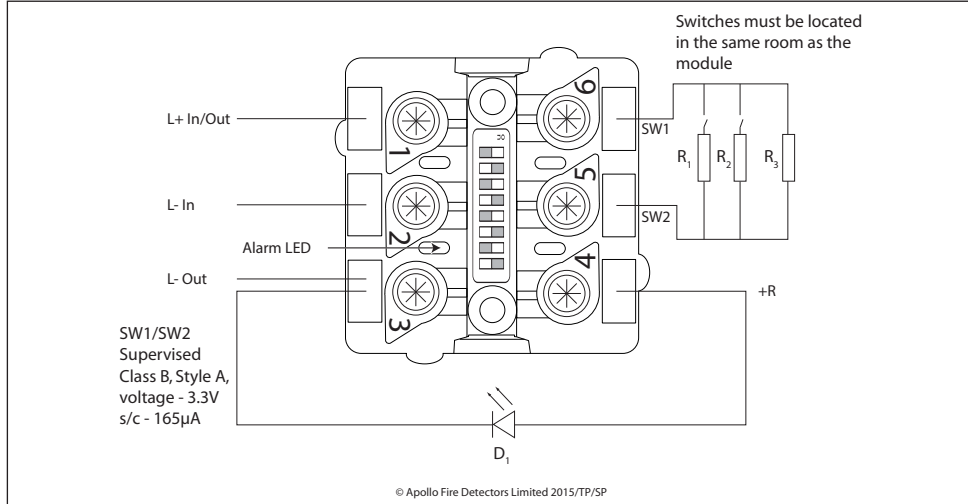 Switches must be located
in the same room as the
module
L+ In/Out
L- In
Alarm LED
L- Out
1
2
3
6
5
4
SW1
SW2
R1
R2
R3
+R
SW1/SW2
Supervised
Class B, Style A,
voltage - 3.3V
s/c - 165µA
D1
© Apollo Fire Detectors Limited 2015/TP/SP